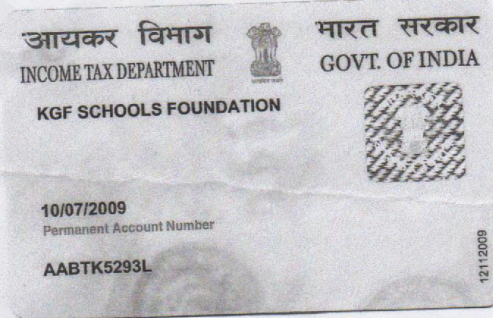 आयकर विभाग
INCOME TAX DEPARTMENT
भारत सरकार
GOVT. OF INDIA
KGF SCHOOLS FOUNDATION
10/07/2009
Permanent Account Number
AABTK5293L
12112009